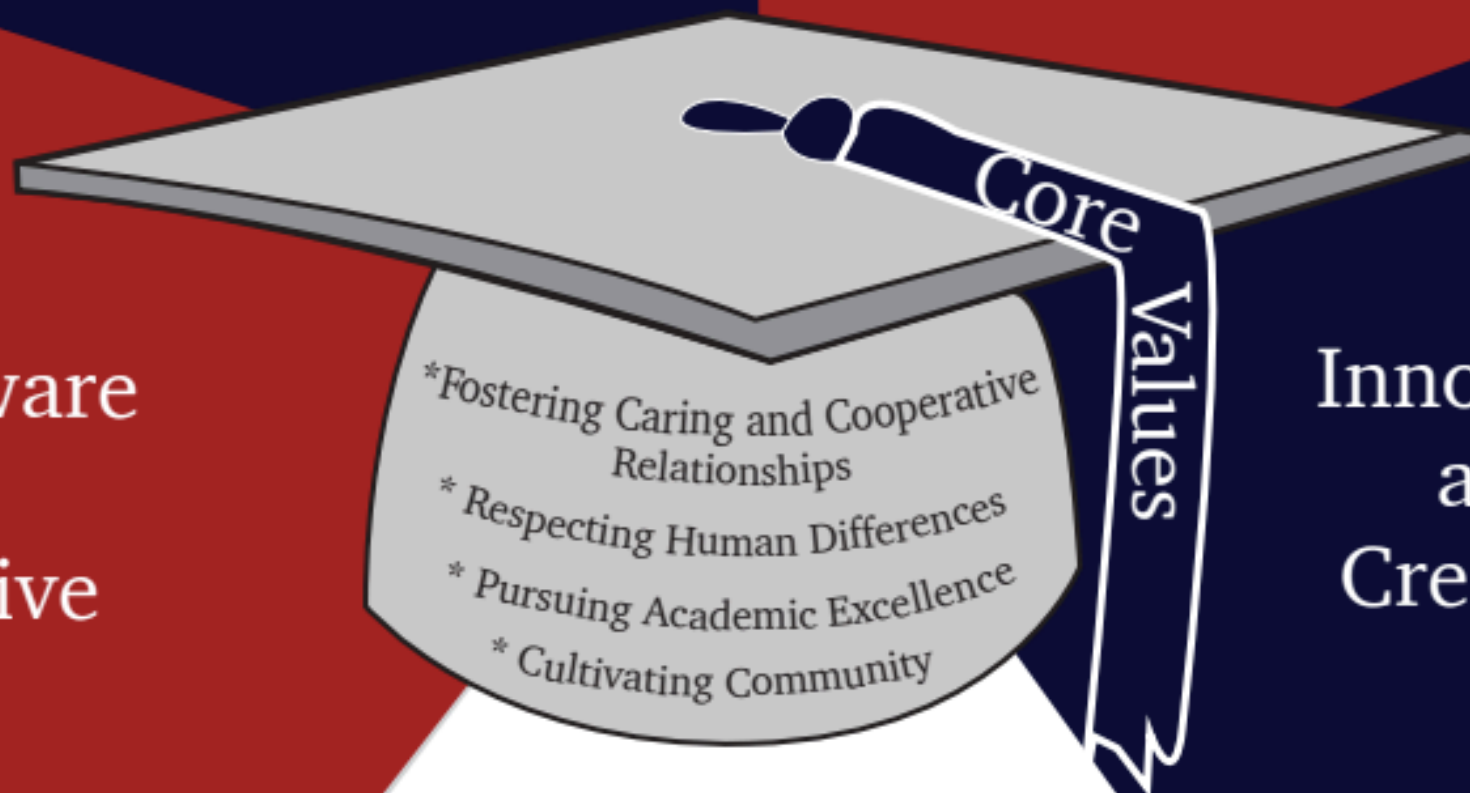 Core
Values
*Fostering Caring and Cooperative
Relationships
* Respecting Human Differences
* Pursuing Academic Excellence
* Cultivating Community